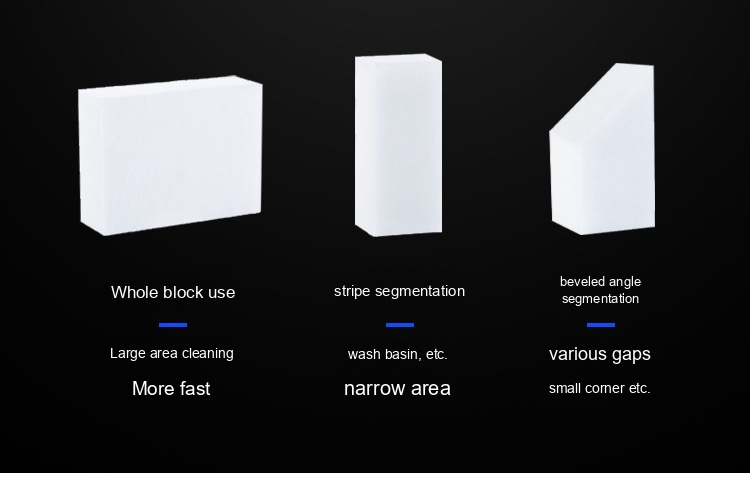 Whole block use
Large area cleaning
More fast
stripe segmentation
wash basin, etc.
narrow area
beveled angle
segmentation
various gaps
small corner etc.